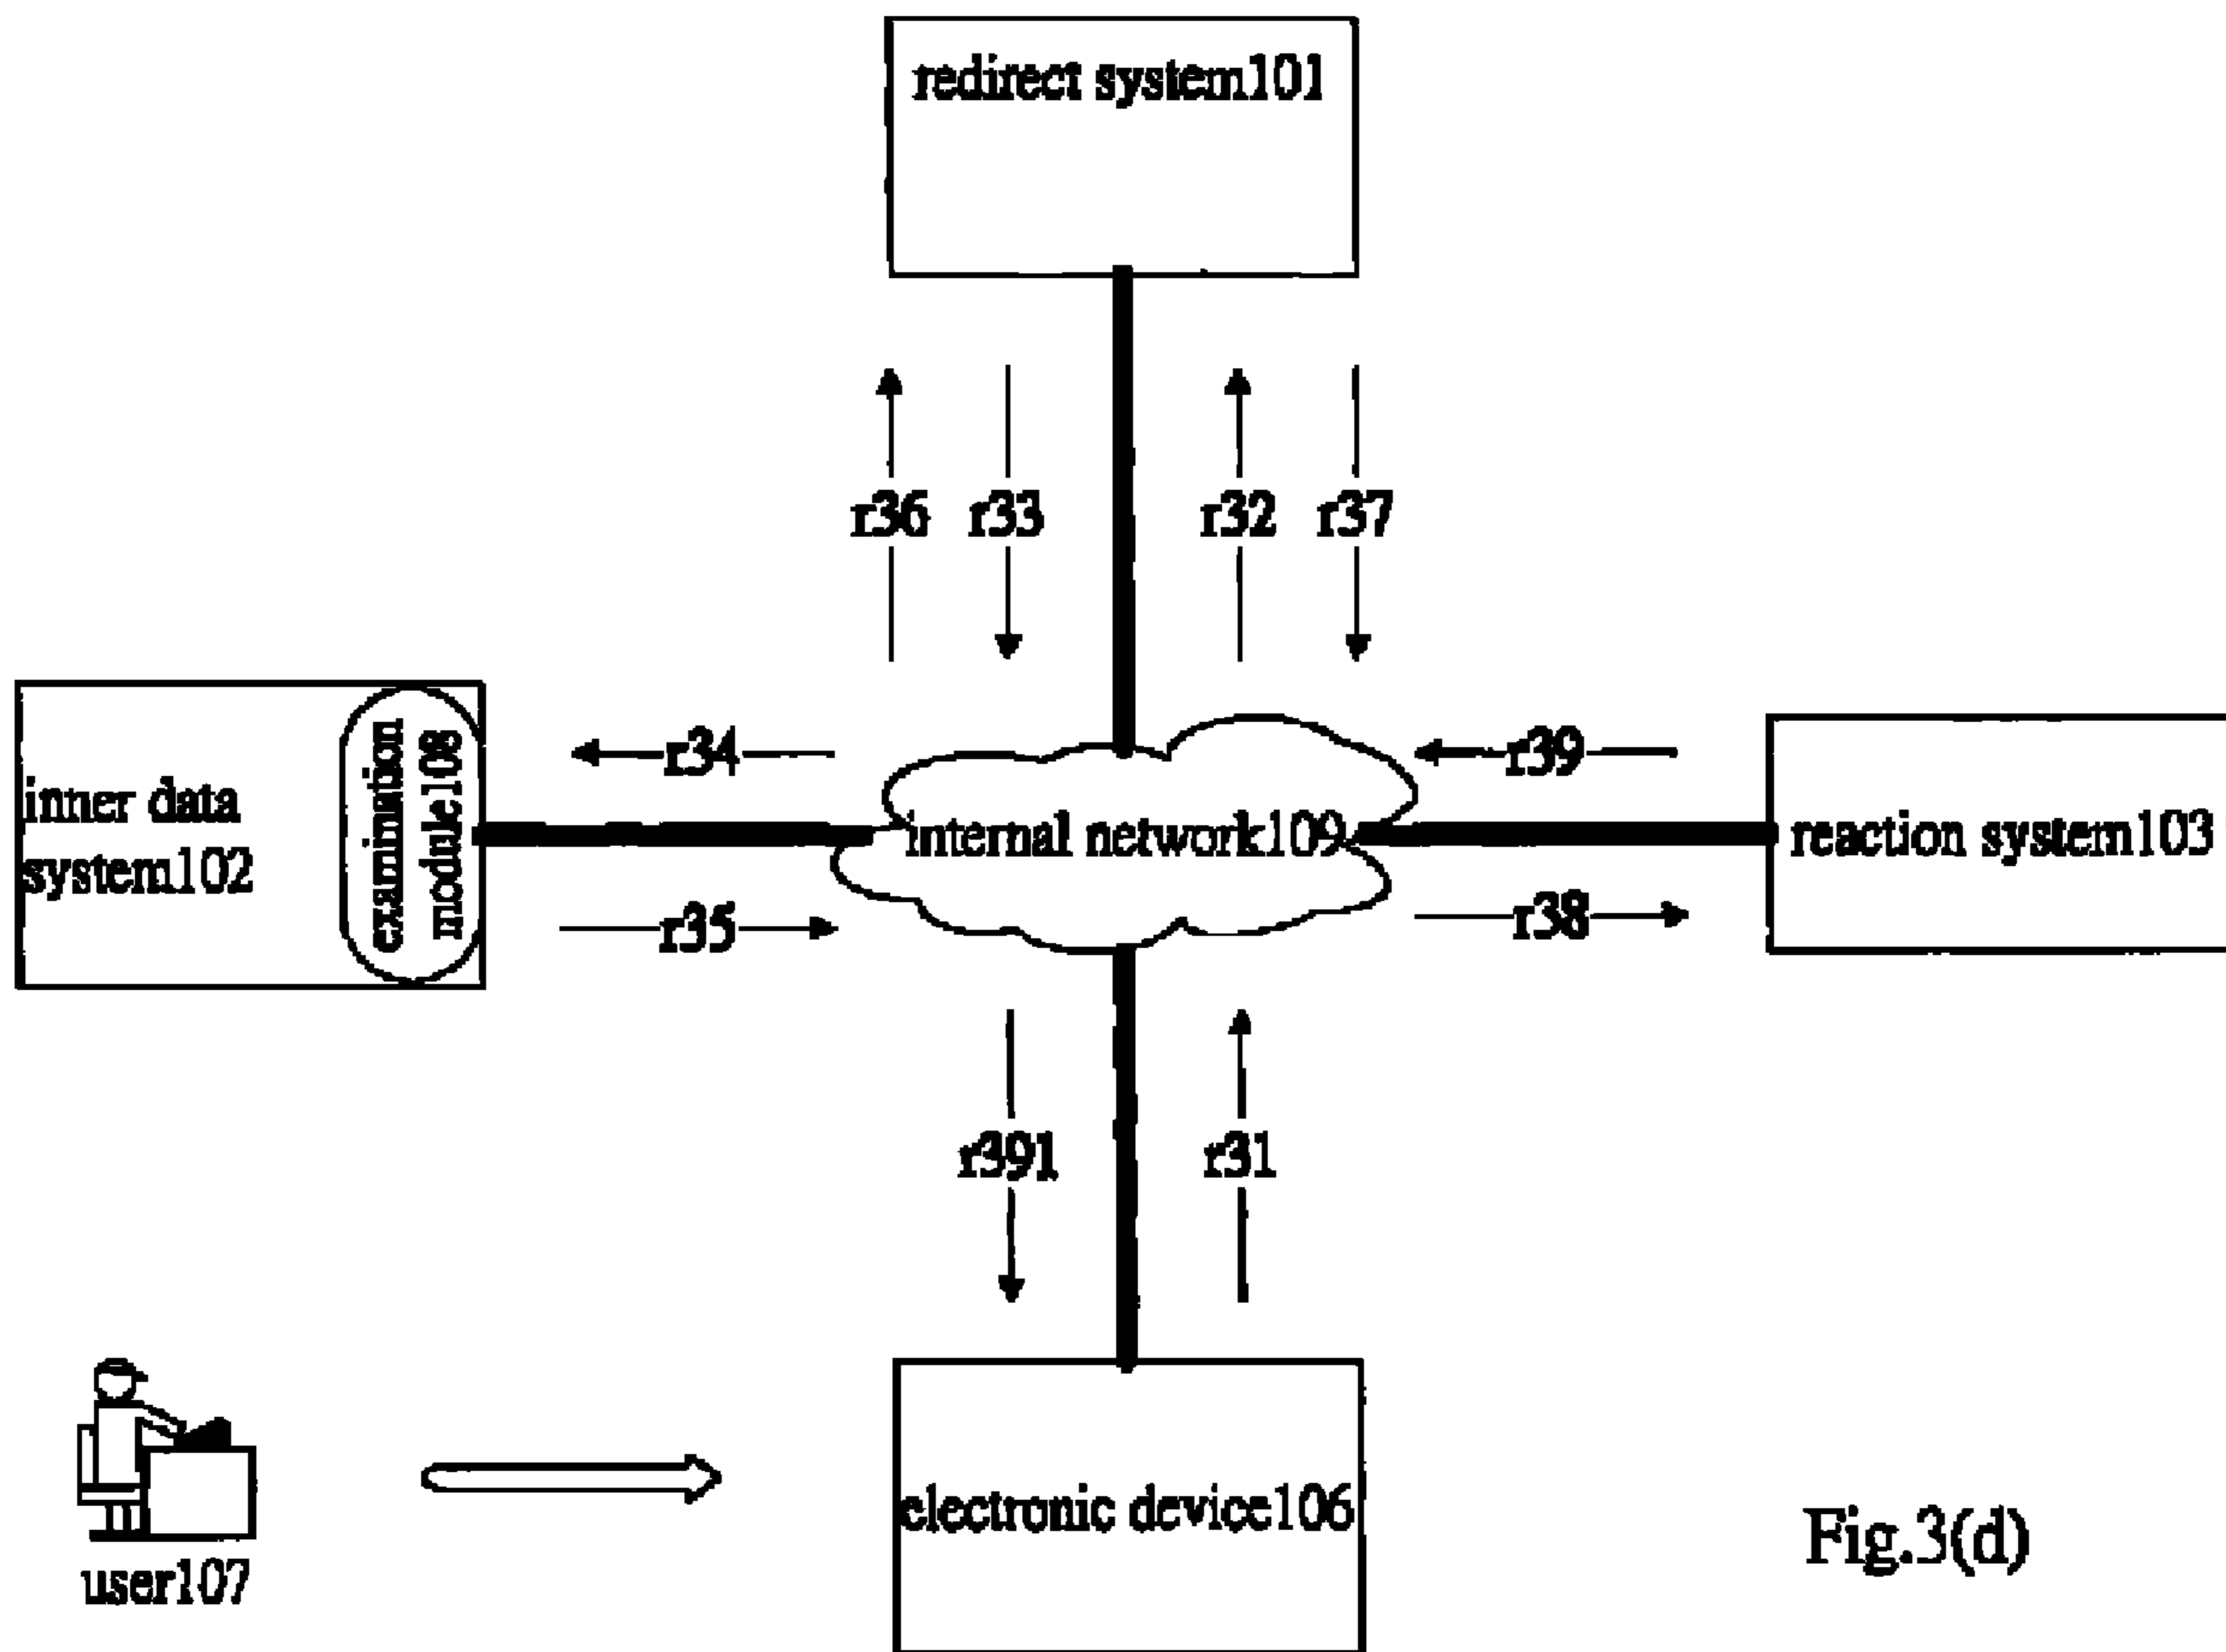 redirect system101
r36
r33
r32
r37
r34
r39
inner data
system102
examination
module108
internal network109
reaction system103
r35
r38
r391
r31
electronic device106
user107
Fig.3(d)